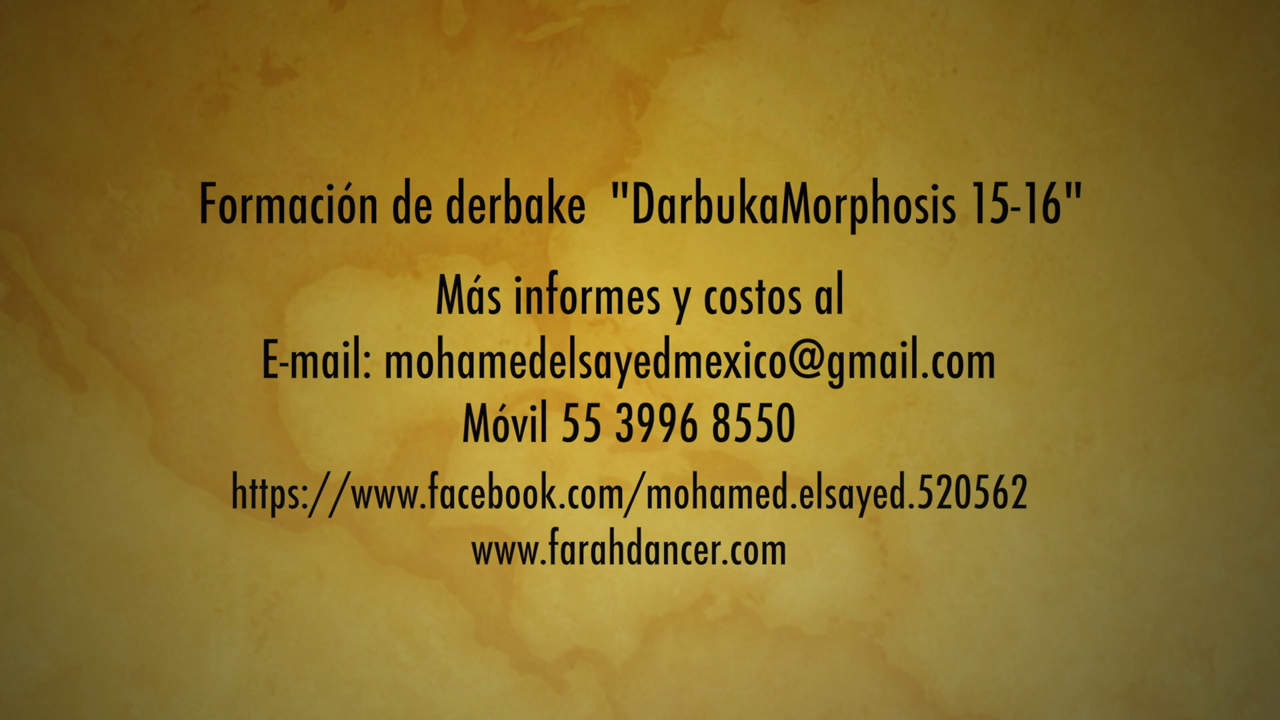 Formación de derbake  "DarbukaMorphosis 15-16"
Más informes y costos al
E-mail: mohamedelsayedmexico@gmail.com
Móvil 55 3996 8550
https://www.facebook.com/mohamed.elsayed.520562
www.farahdancer.com